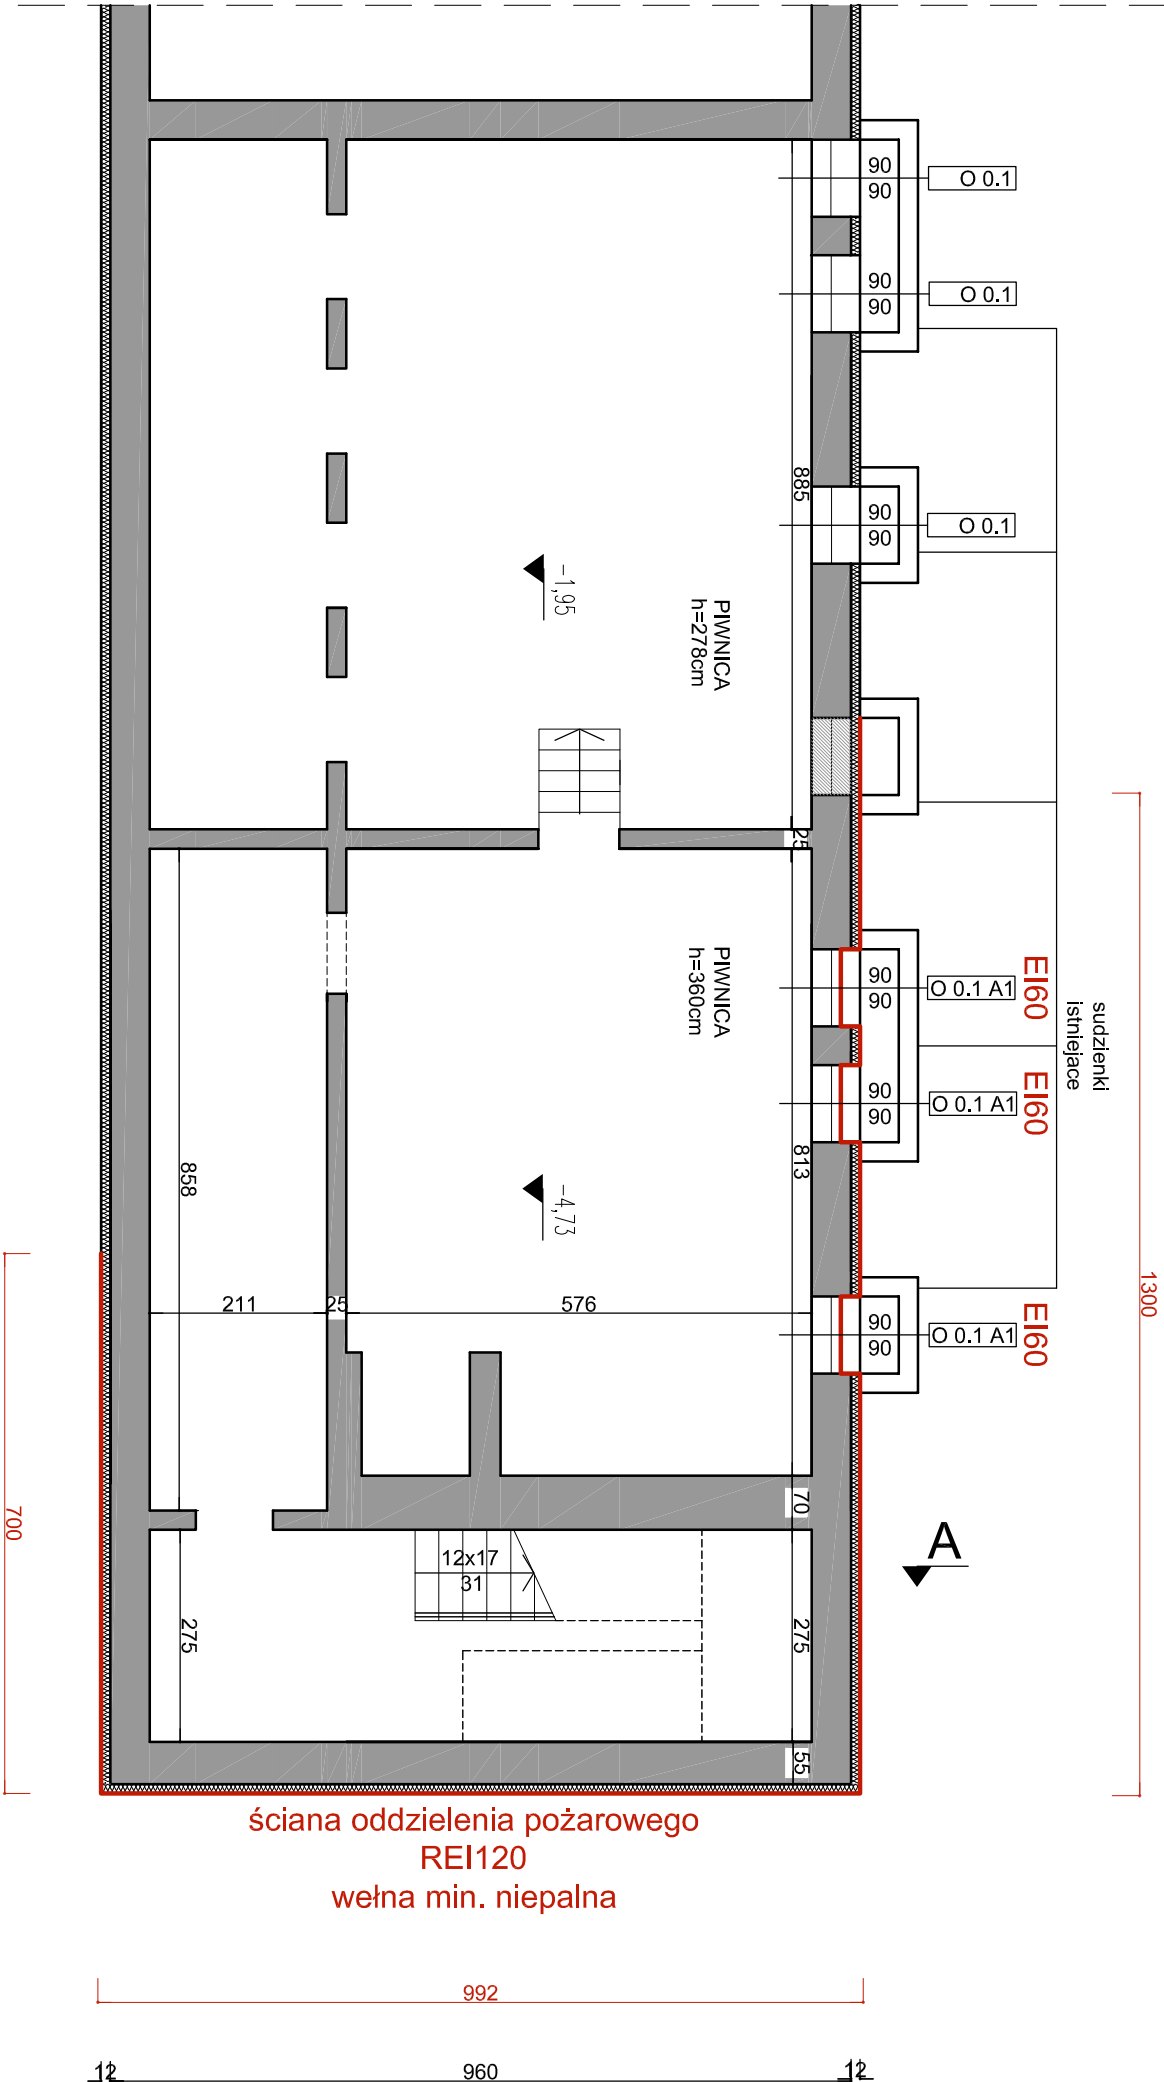 90
90
O 0.1
90
90
O 0.1
885
90
90
O 0.1
-1,95
PIWNICA
h=278cm
25
PIWNICA
h=360cm
90
90
O 0.1 A1
EI60
sudzienki
istniejace
90
90
O 0.1 A1
EI60
858
813
-4,73
211
25
576
90
90
O 0.1 A1
EI60
1300
700
70
12x17
31
A
275
275
55
ściana oddzielenia pożarowego
REI120
wełna min. niepalna
992
12
960
12